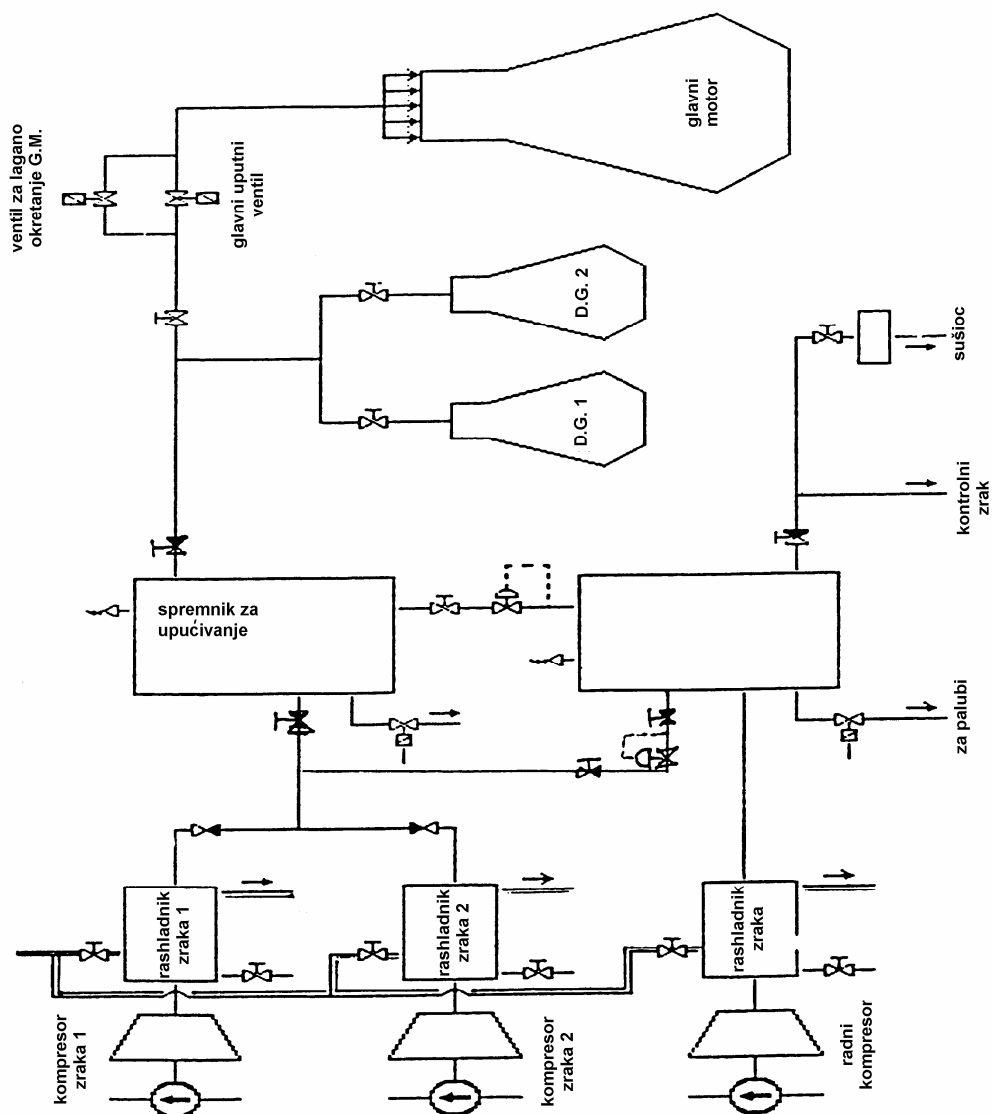 glavni
motor
ventil za lagano
okretanje G.M.
glavni uputni
ventil
D.G. 2
D.G. 1
sušioc
kontrolni
zrak
spremnik za
upućivanje
za palubi
rashladnik
zraka 1
rashladnik
zraka 2
rashladnik
zraka
kompresor
zraka 1
kompresor
zraka 2
radni
kompresor